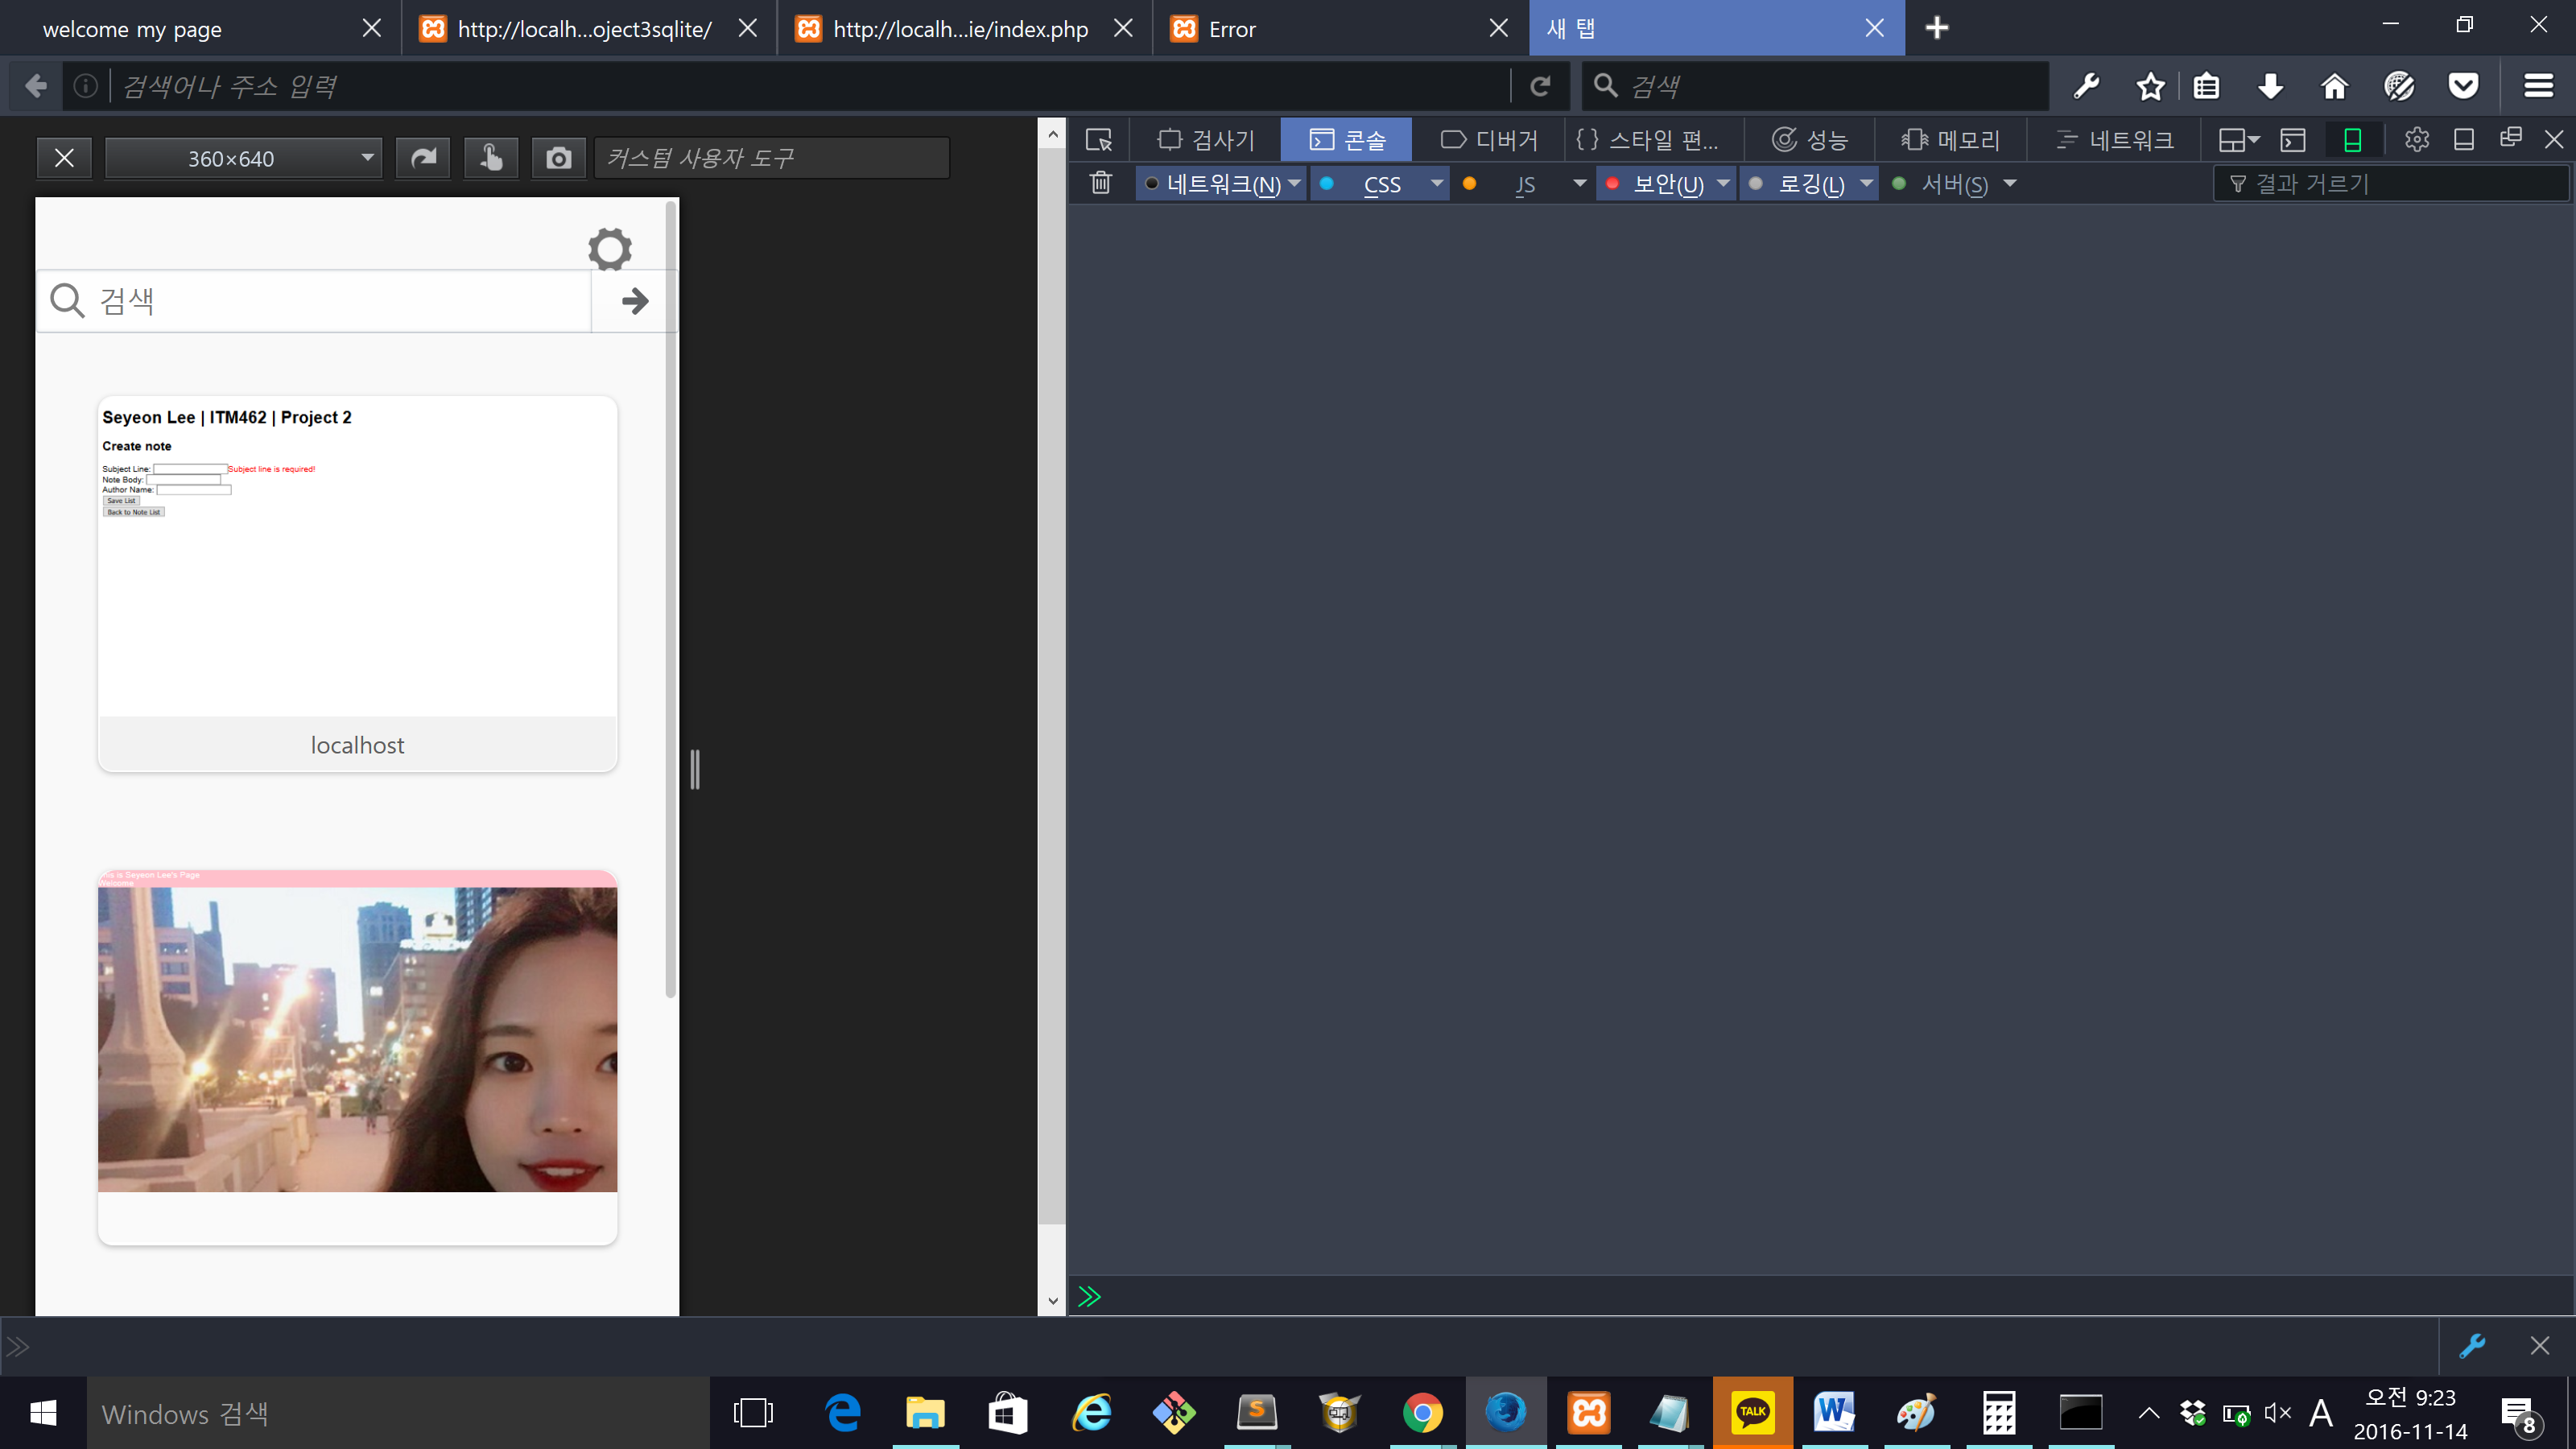 welcome my page
http://localh...oject3sqlite/
http://localh...ie/index.php
Error
새 탭
검색어나 주소 입력
검색
360×640
커스텀 사용자 도구
검사기
콘솔
디버거
{ } 스타일 편...
성능
메모리
네트워크
네트워크(N)
CSS
JS
보안(U)
로깅(L)
서버(S)
결과 거르기
검색
Seyeon Lee | ITM462 | Project 2
Create note
Subject Line: Subject line is required!
Note Body:
Author Name:
Save List
Back to Note List
localhost
This is Seyeon Lee's Page
Welcome
Windows 검색
TALK
A
오전 9:23
2016-11-14
8